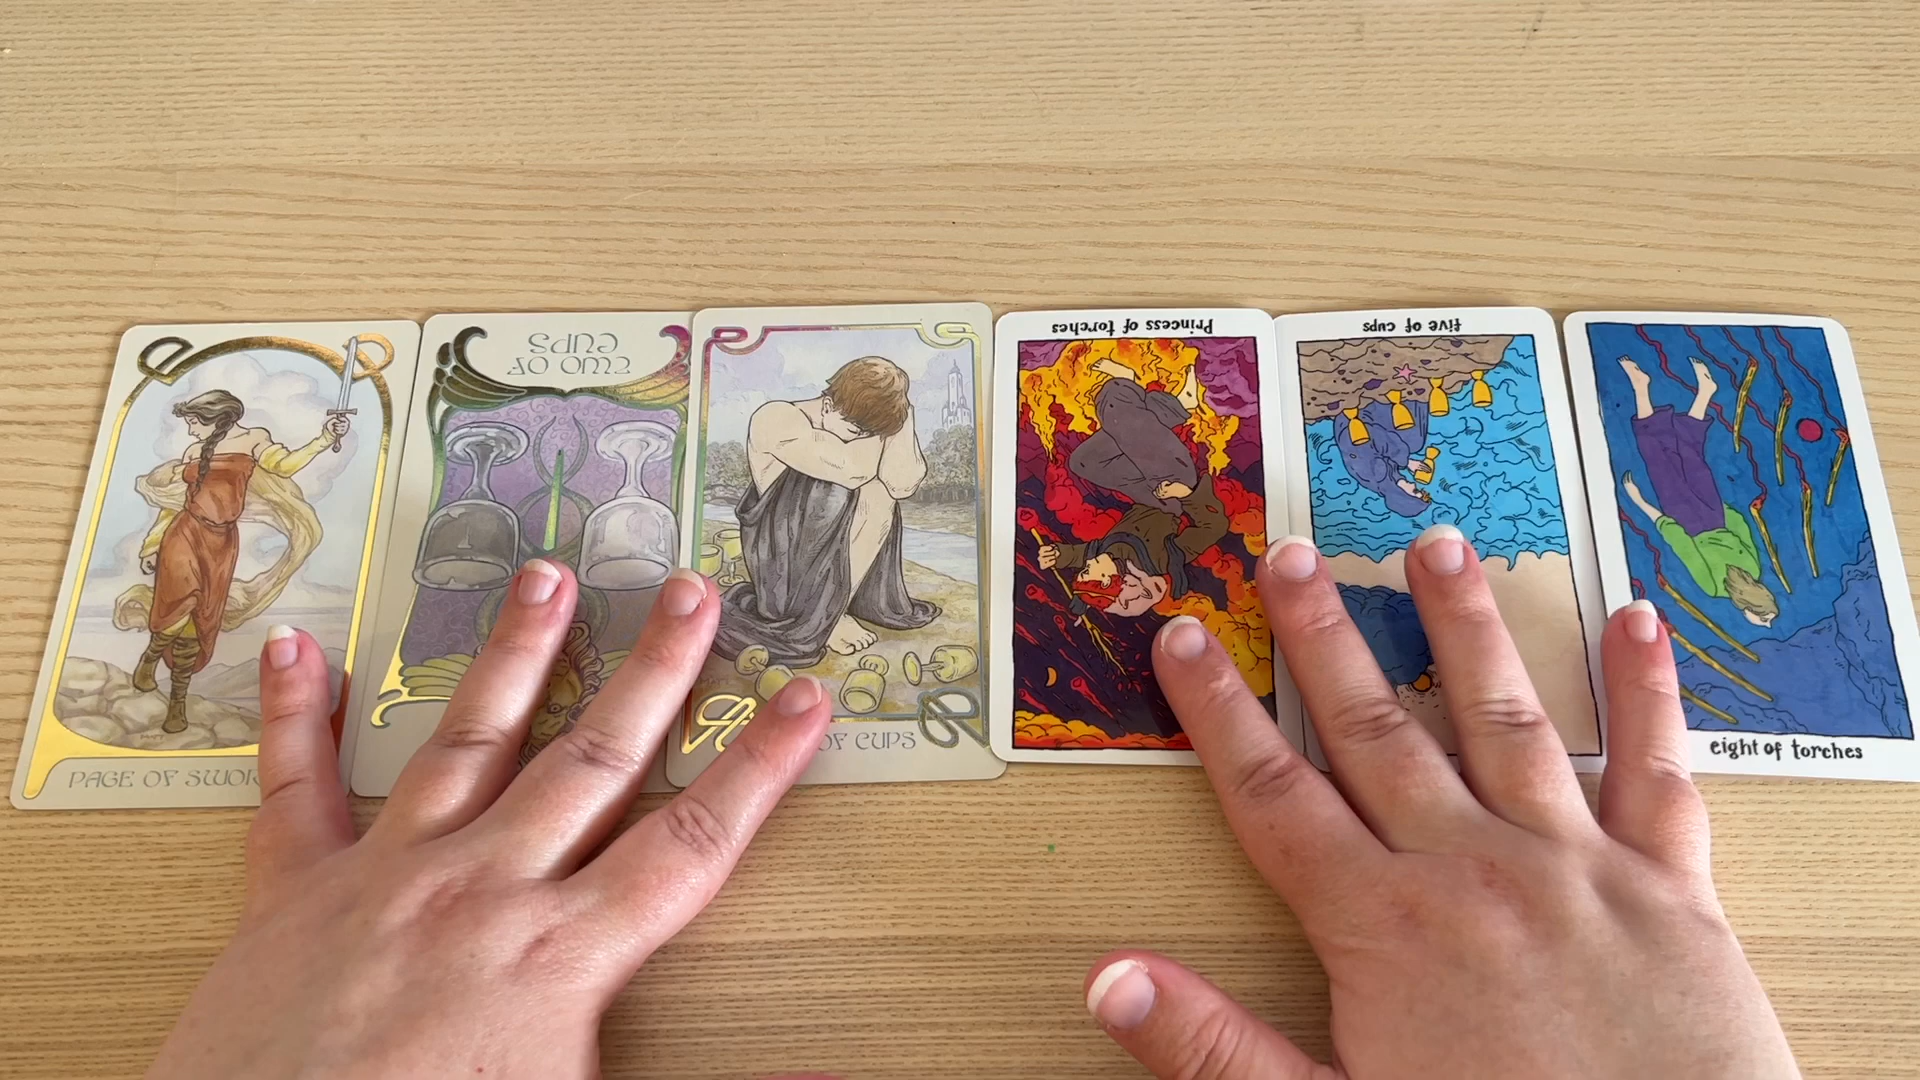 PAGE OF SWOR
TWO OF
CUPS
OF CUPS
Princess of torches
five of cups
eight of torches